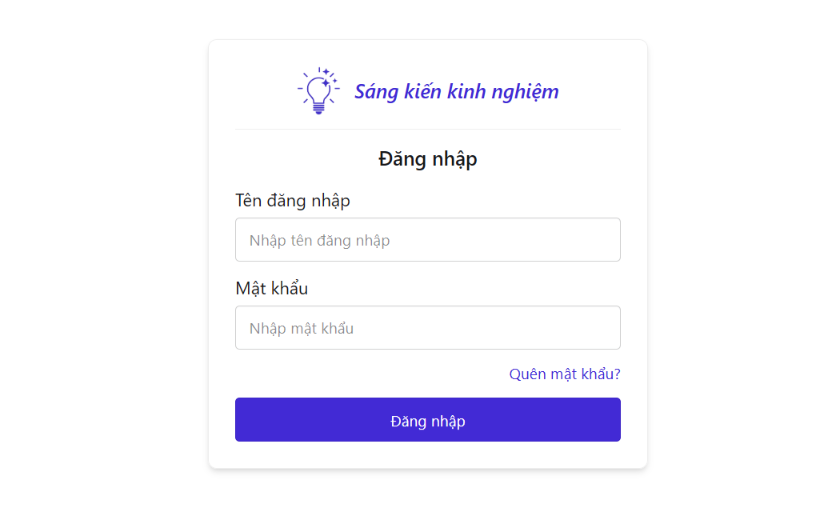 Sáng kiến kinh nghiệm
Đăng nhập
Tên đăng nhập
Nhập tên đăng nhập
Mật khẩu
Nhập mật khẩu
Quên mật khẩu?
Đăng nhập